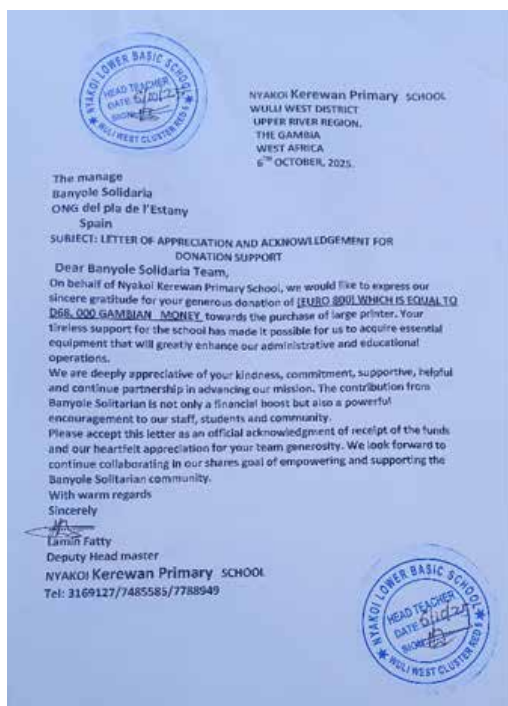 NYAKOI LOWER BASIC SCHOOL
HEAD TEACHER
DATE 6/10/25
SIGN
WULI WEST CLUSTER RED 6
NYAKOI Kerewan Primary SCHOOL
WULLI WEST DISTRICT
UPPER RIVER REGION.
THE GAMBIA
WEST AFRICA
6TH OCTOBER, 2025.
The manage
Banyole Solidaria
ONG del pla de l'Estany
Spain
SUBJECT: LETTER OF APPRECIATION AND ACKNOWLEDGEMENT FOR
DONATION SUPPORT
Dear Banyole Solidaria Team,
On behalf of Nyakoi Kerewan Primary School, we would like to express our
sincere gratitude for your generous donation of [EURO 800] WHICH IS EQUAL TO
D68, 000 GAMBIAN MONEY towards the purchase of large printer. Your
tireless support for the school has made it possible for us to acquire essential
equipment that will greatly enhance our administrative and educational
operations.
We are deeply appreciative of your kindness, commitment, supportive, helpful
and continue partnership in advancing our mission. The contribution from
Banyole Solitarian is not only a financial boost but also a powerful
encouragement to our staff, students and community.
Please accept this letter as an official acknowledgment of receipt of the funds
and our heartfelt appreciation for your team generosity. We look forward to
continue collaborating in our shares goal of empowering and supporting the
Banyole Solitarian community.
With warm regards
Sincerely
Lamin Fatty
Deputy Head master
NYAKOI Kerewan Primary SCHOOL
Tel: 3169127/7485585/7788949
NYAKOI LOWER BASIC SCHOOL
HEAD TEACHER
DATE 6/10/25
SIGN
WULI WEST CLUSTER RED 6